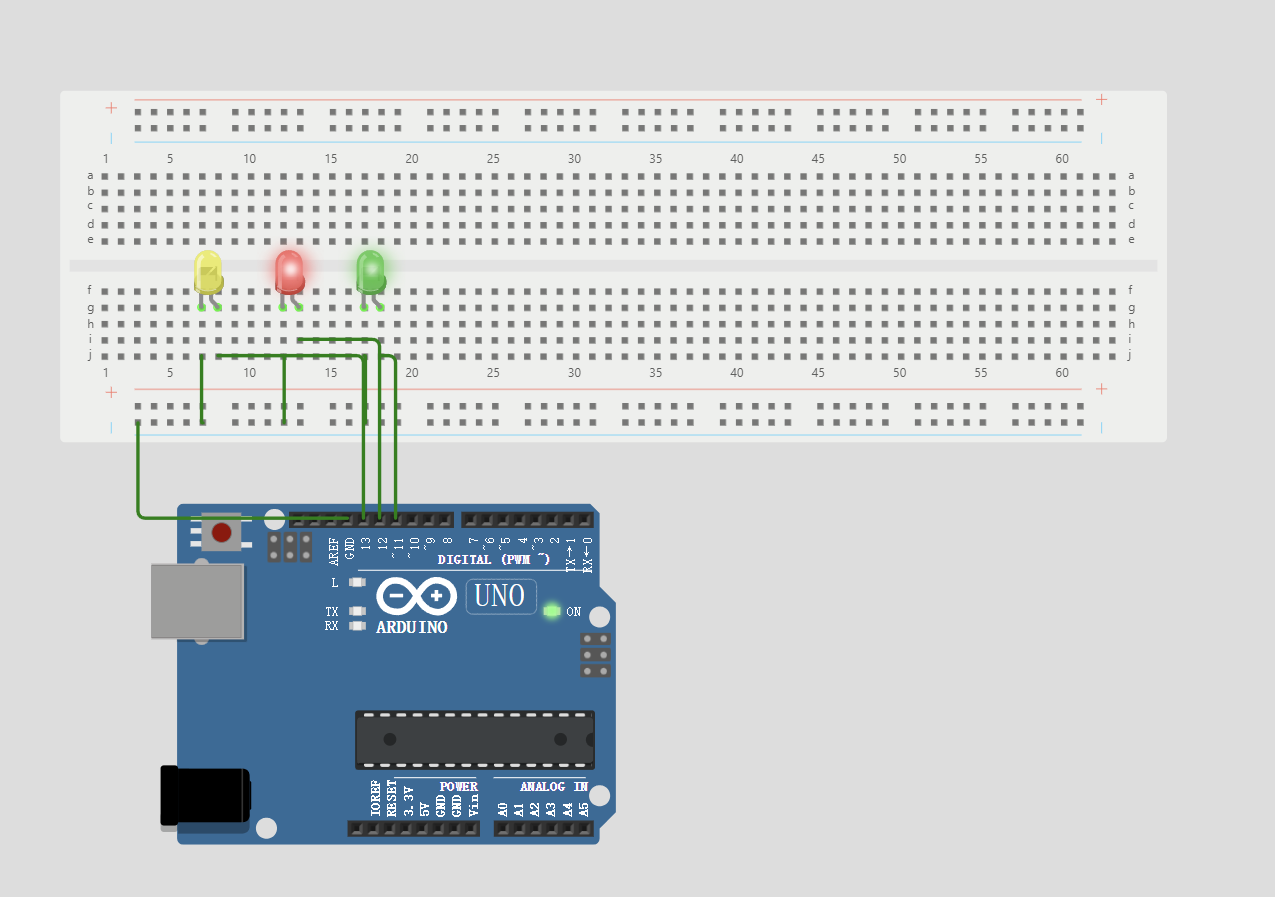 + +
| |
1 5 10 15 20 25 30 35 40 45 50 55 60
a a
b b
c c
d d
e e
f f
g g
h h
i i
j j
1 5 10 15 20 25 30 35 40 45 50 55 60
+ +
| |
AREF GND 13 12 ~11 ~10 ~9 8 7 ~6 ~5 4 ~3 2 TX→1 RX←0
DIGITAL (PWM ~)
L
UNO
TX ON
RX ARDUINO
POWER ANALOG IN
IOREF RESET 3.3V 5V GND GND Vin A0 A1 A2 A3 A4 A5